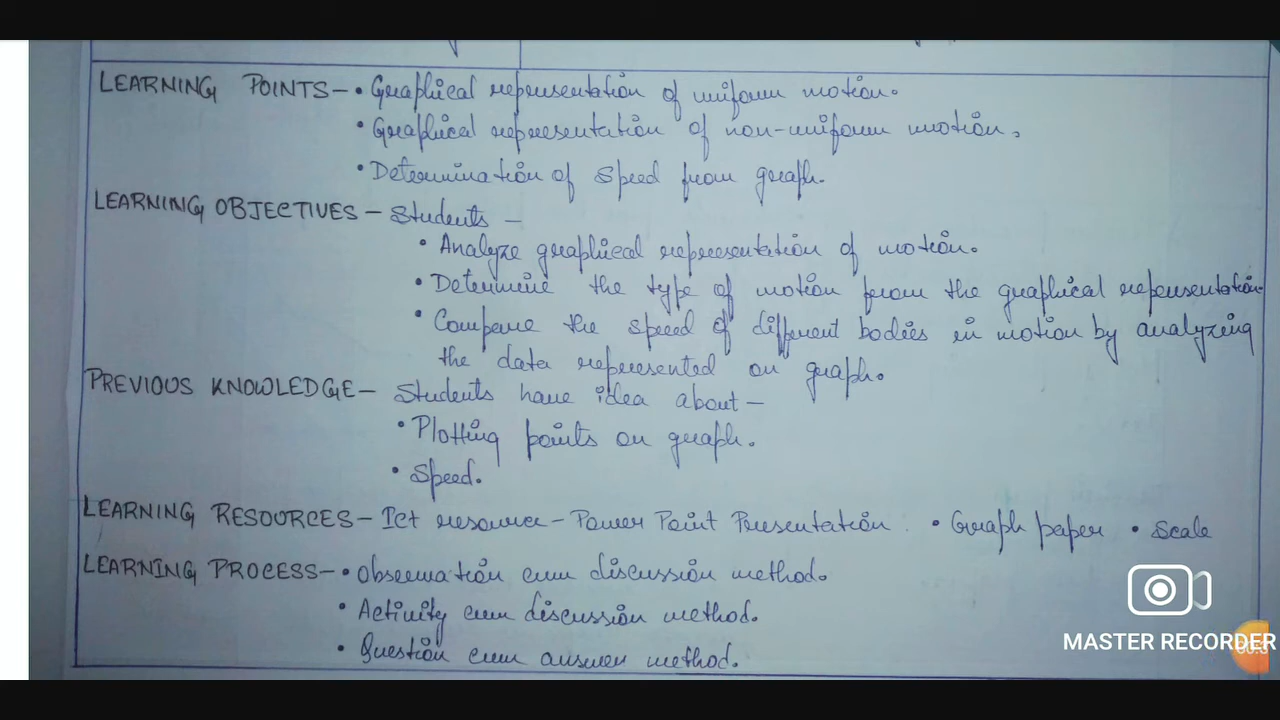 LEARNING POINTS - • Graphical representation of uniform motion.
• Graphical representation of non-uniform motion.
• Determination of speed from graph.
LEARNING OBJECTIVES - Students -
• Analyze graphical representation of motion.
• Determine the type of motion from the graphical representation.
• Compare the speed of different bodies in motion by analyzing
the data represented on graph.
PREVIOUS KNOWLEDGE - Students have idea about -
• Plotting points on graph.
• Speed.
LEARNING RESOURCES - Ict resource - Power Point Presentation. • Graph paper • Scale
LEARNING PROCESS - • Observation cum discussion method.
• Activity cum discussion method.
• Question cum answer method.
MASTER RECORDER